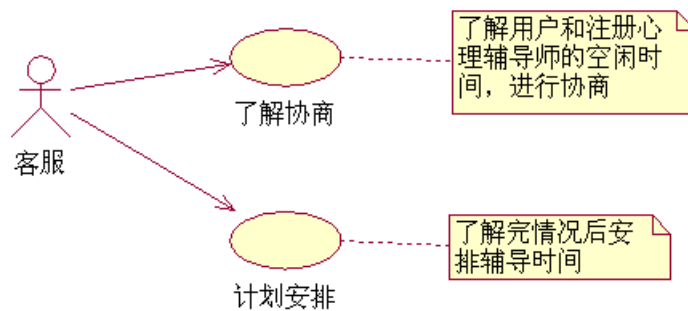 了解用户和注册心
理辅导师的空闲时
间，进行协商
了解协商
客服
了解完情况后安
排辅导时间
计划安排